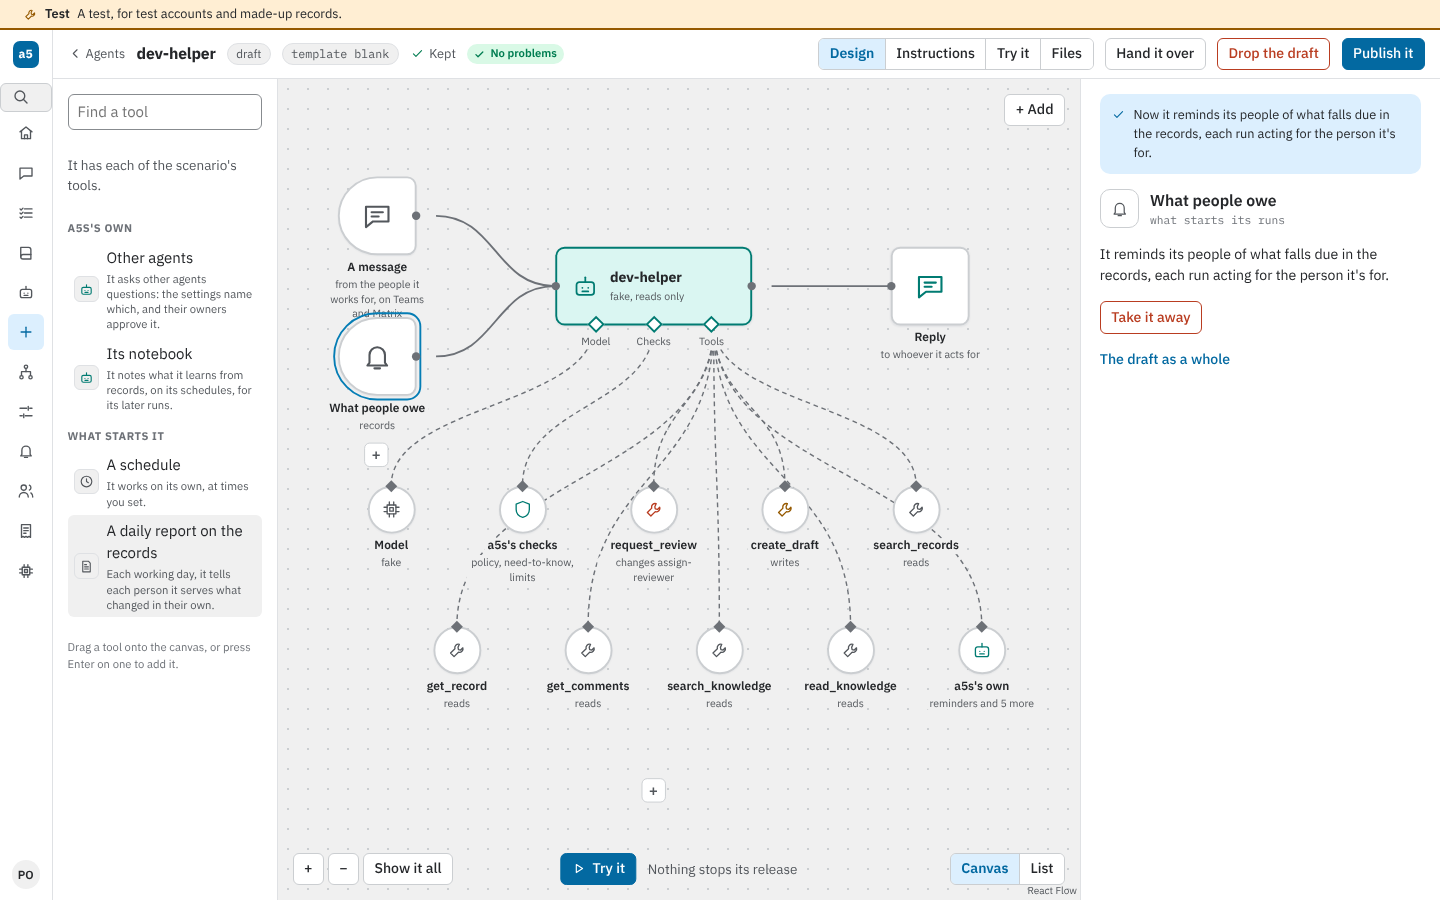 Test A test, for test accounts and made-up records.
a5
Agents
dev-helper
draft
template blank
Kept
No problems
Design
Instructions
Try it
Files
Hand it over
Drop the draft
Publish it
Find a tool
It has each of the scenario's
tools.
A5S'S OWN
Other agents
It asks other agents
questions: the settings name
which, and their owners
approve it.
Its notebook
It notes what it learns from
records, on its schedules, for
its later runs.
WHAT STARTS IT
A schedule
It works on its own, at times
you set.
A daily report on the
records
Each working day, it tells
each person it serves what
changed in their own.
Drag a tool onto the canvas, or press
Enter on one to add it.
PO
+ Add
A message
from the people it
works for, on Teams
and Matrix
What people owe
records
+
dev-helper
fake, reads only
Model
Checks
Tools
Reply
to whoever it acts for
Model
fake
a5s's checks
policy, need-to-know,
limits
request_review
changes assign-
reviewer
create_draft
writes
search_records
reads
get_record
reads
get_comments
reads
search_knowledge
reads
read_knowledge
reads
a5s's own
reminders and 5 more
+
+
−
Show it all
Try it
Nothing stops its release
Canvas
List
React Flow
Now it reminds its people of what falls due in
the records, each run acting for the person it's
for.
What people owe
what starts its runs
It reminds its people of what falls due in the
records, each run acting for the person it's for.
Take it away
The draft as a whole